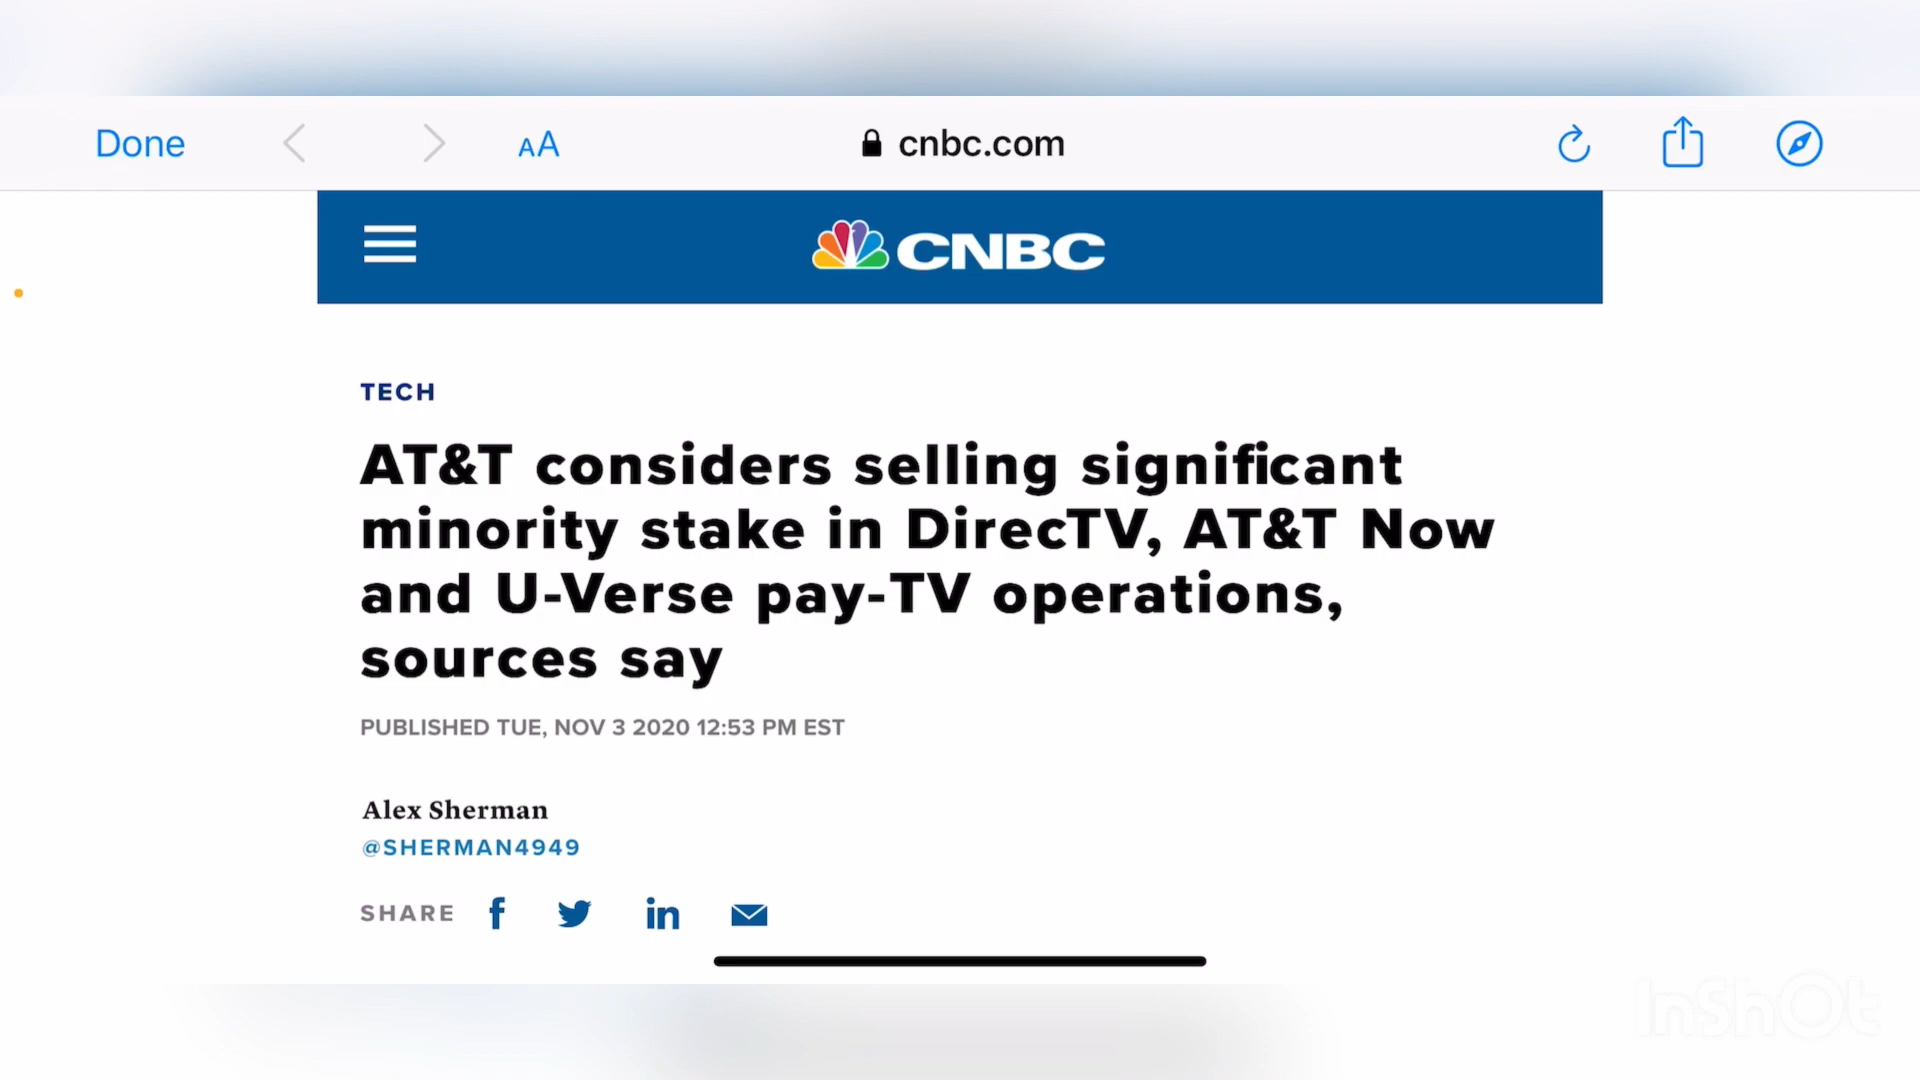 Done
AA
cnbc.com
CNBC
TECH
AT&T considers selling significant
minority stake in DirecTV, AT&T Now
and U-Verse pay-TV operations,
sources say
PUBLISHED TUE, NOV 3 2020 12:53 PM EST
Alex Sherman
@SHERMAN4949
SHARE
InShOt